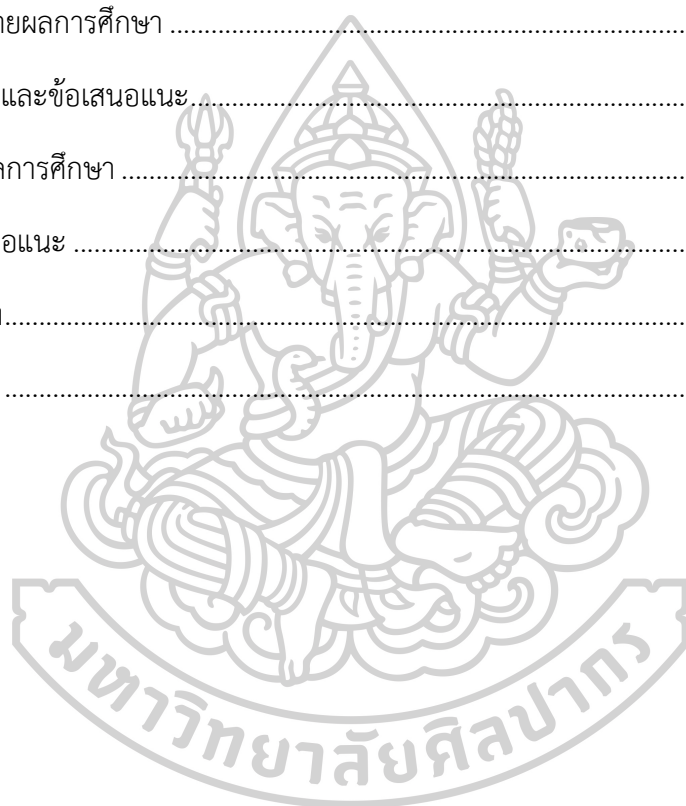 ายผลการศึกษา ........................................................................................
และข้อเสนอแนะ........................................................................................
ลการศึกษา ........................................................................................
อแนะ ........................................................................................
........................................................................................
........................................................................................
มหาวิทยาลัยศิลปากร